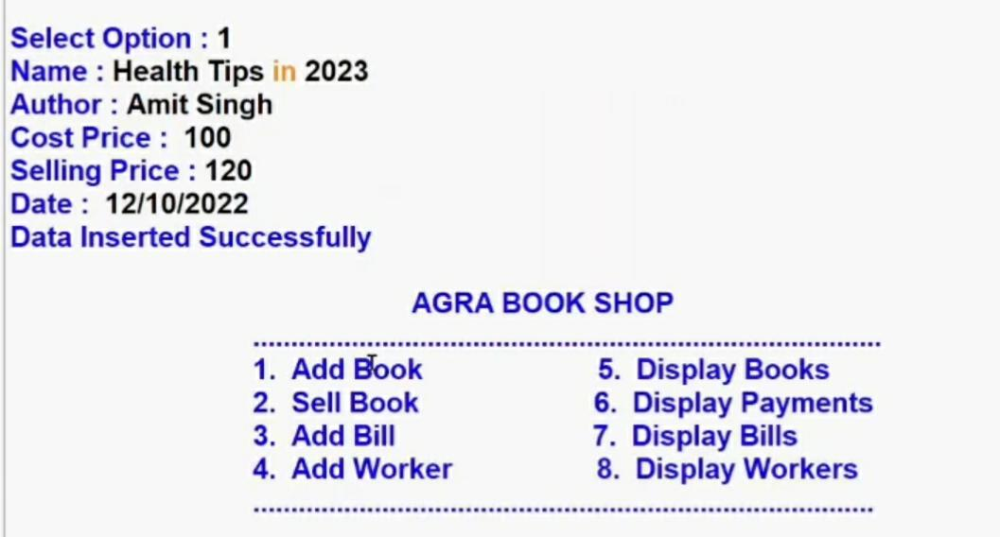 Select Option : 1
Name : Health Tips in 2023
Author : Amit Singh
Cost Price :  100
Selling Price : 120
Date :  12/10/2022
Data Inserted Successfully
AGRA BOOK SHOP
1.  Add Book 5.  Display Books
2.  Sell Book 6.  Display Payments
3.  Add Bill 7.  Display Bills
4.  Add Worker 8.  Display Workers